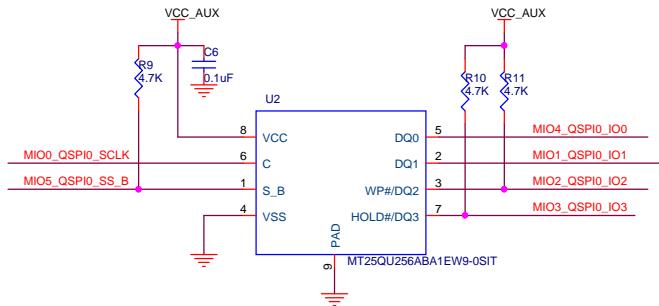 VCC_AUX
VCC_AUX
R9
4.7K
C6
0.1uF
R10
4.7K
R11
4.7K
U2
8
VCC
DQ0
5
MIO4_QSPI0_IO0
MIO0_QSPI0_SCLK
6
C
DQ1
2
MIO1_QSPI0_IO1
MIO5_QSPI0_SS_B
1
S_B
WP#/DQ2
3
MIO2_QSPI0_IO2
4
VSS
HOLD#/DQ3
7
MIO3_QSPI0_IO3
PAD
9
MT25QU256ABA1EW9-0SIT